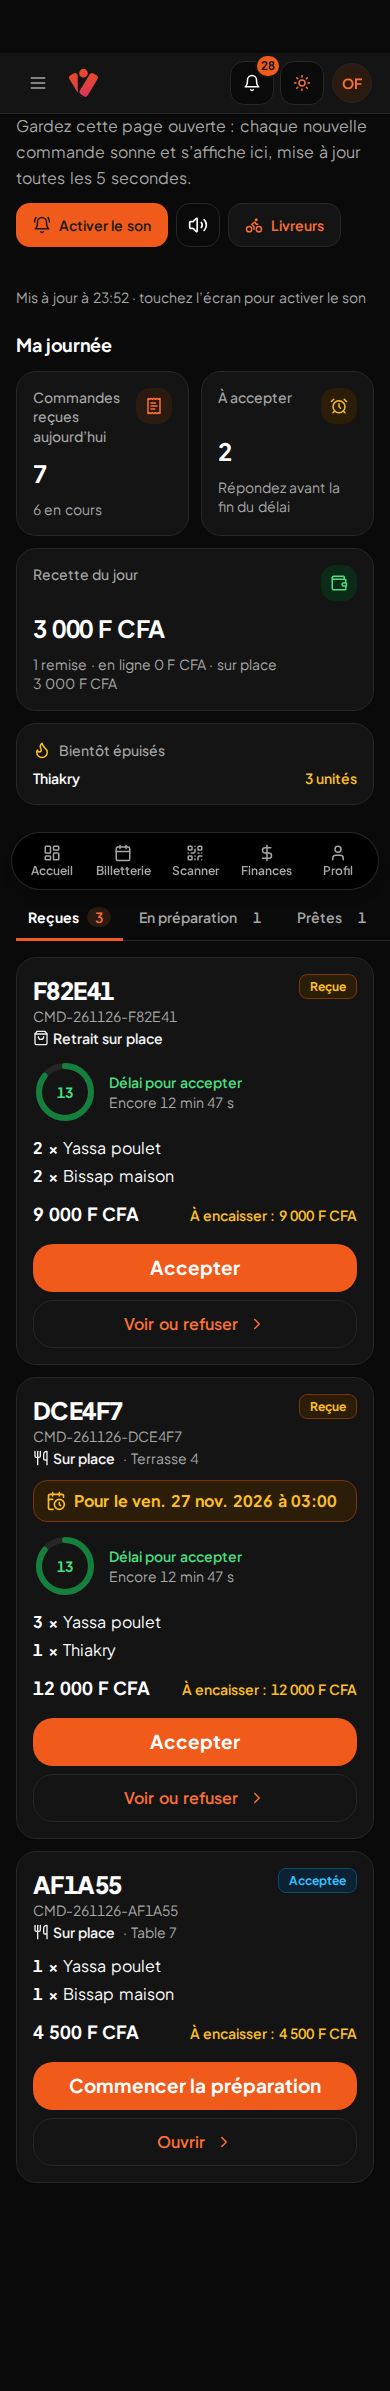 28
OF
Gardez cette page ouverte : chaque nouvelle
commande sonne et s'affiche ici, mise à jour
toutes les 5 secondes.
Activer le son
Livreurs
Mis à jour à 23:52 · touchez l'écran pour activer le son
Ma journée
Commandes
reçues
aujourd'hui
7
6 en cours
À accepter
2
Répondez avant la
fin du délai
Recette du jour
3 000 F CFA
1 remise · en ligne 0 F CFA · sur place
3 000 F CFA
Bientôt épuisés
Thiakry 3 unités
Accueil Billetterie Scanner Finances Profil
Reçues 3 En préparation 1 Prêtes 1
F82E41 Reçue
CMD-261126-F82E41
Retrait sur place
13
Délai pour accepter
Encore 12 min 47 s
2 × Yassa poulet
2 × Bissap maison
9 000 F CFA À encaisser : 9 000 F CFA
Accepter
Voir ou refuser
DCE4F7 Reçue
CMD-261126-DCE4F7
Sur place · Terrasse 4
Pour le ven. 27 nov. 2026 à 03:00
13
Délai pour accepter
Encore 12 min 47 s
3 × Yassa poulet
1 × Thiakry
12 000 F CFA À encaisser : 12 000 F CFA
Accepter
Voir ou refuser
AF1A55 Acceptée
CMD-261126-AF1A55
Sur place · Table 7
1 × Yassa poulet
1 × Bissap maison
4 500 F CFA À encaisser : 4 500 F CFA
Commencer la préparation
Ouvrir